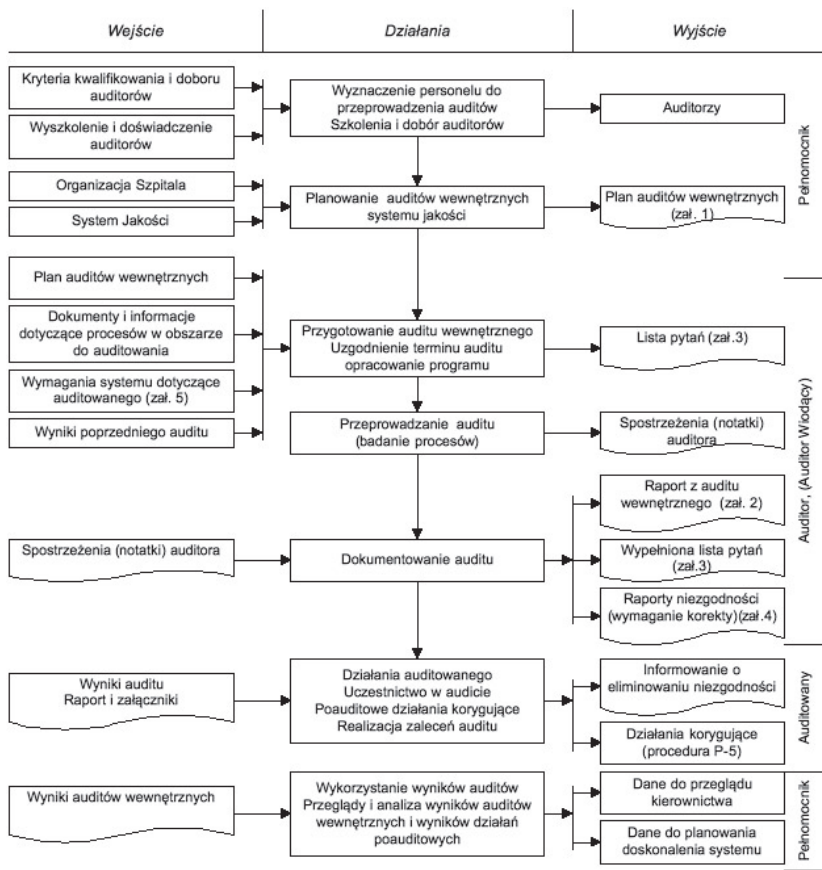 Wejście
Działania
Wyjście
Kryteria kwalifikowania i doboru
auditorów
Wyszkolenie i doświadczenie
auditorów
Wyznaczenie personelu do
przeprowadzenia auditów
Szkolenia i dobór auditorów
Auditorzy
Organizacja Szpitala
System Jakości
Planowanie auditów wewnętrznych
systemu jakości
Plan auditów wewnętrznych
(zał. 1)
Pełnomocnik
Plan auditów wewnętrznych
Dokumenty i informacje
dotyczące procesów w obszarze
do auditowania
Wymagania systemu dotyczące
auditowanego (zał. 5)
Wyniki poprzedniego auditu
Przygotowanie auditu wewnętrznego
Uzgodnienie terminu auditu
opracowanie programu
Lista pytań (zał.3)
Przeprowadzanie auditu
(badanie procesów)
Spostrzeżenia (notatki)
auditora
Spostrzeżenia (notatki) auditora
Dokumentowanie auditu
Raport z auditu
wewnętrznego (zał. 2)
Wypełniona lista pytań
(zał.3)
Raporty niezgodności
(wymaganie korekty)(zał.4)
Auditor, (Auditor Wiodący)
Wyniki auditu
Raport i załączniki
Działania auditowanego
Uczestnictwo w audicie
Poauditowe działania korygujące
Realizacja zaleceń auditu
Informowanie o
eliminowaniu niezgodności
Działania korygujące
(procedura P-5)
Auditowany
Wyniki auditów wewnętrznych
Wykorzystanie wyników auditów
Przeglądy i analiza wyników auditów
wewnętrznych i wyników działań
poauditowych
Dane do przeglądu
kierownictwa
Dane do planowania
doskonalenia systemu
Pełnomocnik